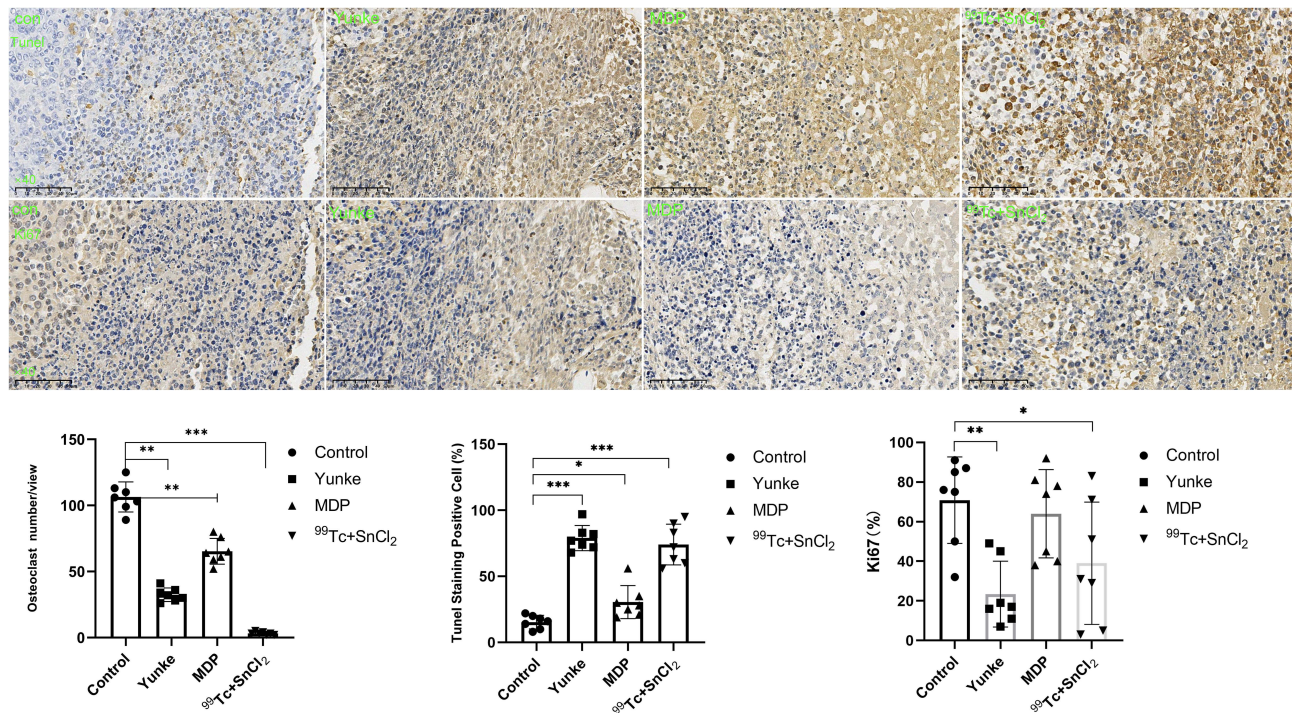 con
Tunel
×40
Yunke
MDP
⁹⁹Tc+SnCl₂
con
Ki67
Yunke
MDP
⁹⁹Tc+SnCl₂
Osteoclast number/view
150
100
50
0
***
**
**
Control
Yunke
MDP
⁹⁹Tc+SnCl₂
Control
Yunke
MDP
⁹⁹Tc+SnCl₂
Tunel Staining Positive Cell (%)
150
100
50
0
***
*
***
Control
Yunke
MDP
⁹⁹Tc+SnCl₂
Control
Yunke
MDP
⁹⁹Tc+SnCl₂
Ki67(%)
100
80
60
40
20
0
*
**
Control
Yunke
MDP
⁹⁹Tc+SnCl₂
Control
Yunke
MDP
⁹⁹Tc+SnCl₂